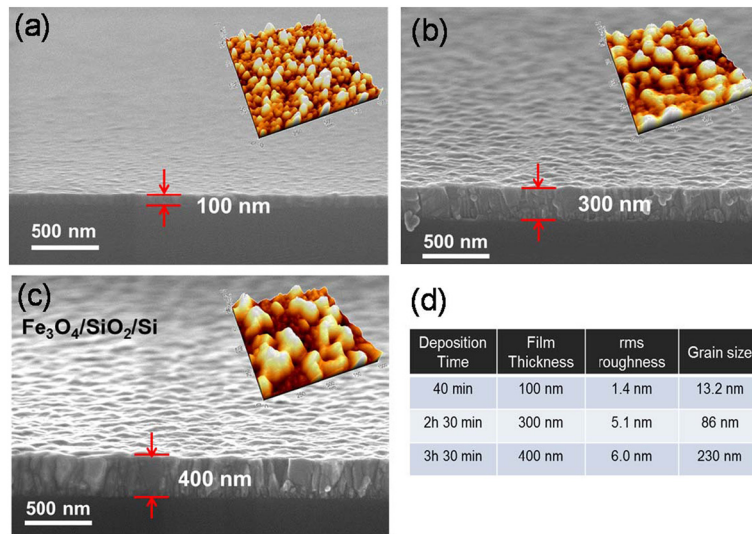 (a)
100 nm
500 nm
(b)
300 nm
500 nm
(c)
Fe₃O₄/SiO₂/Si
400 nm
500 nm
(d)
Deposition Time Film Thickness rms roughness Grain size
40 min 100 nm 1.4 nm 13.2 nm
2h 30 min 300 nm 5.1 nm 86 nm
3h 30 min 400 nm 6.0 nm 230 nm